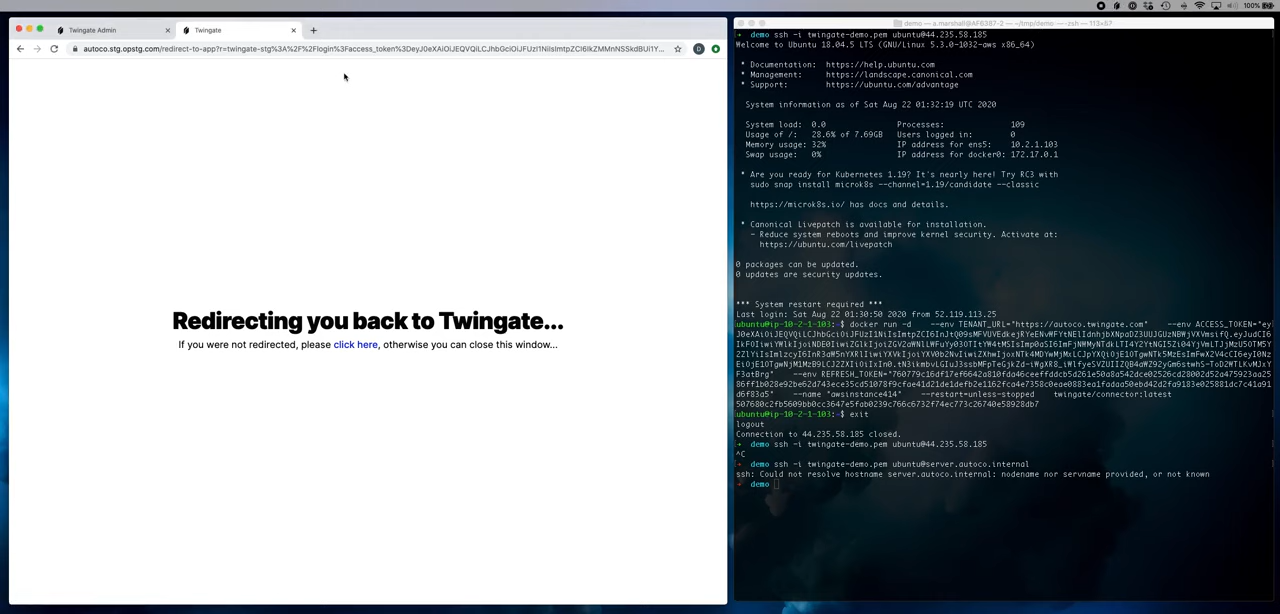 100%
Twingate Admin
Twingate
autoco.stg.opstg.com/redirect-to-app?r=twingate-stg%3A%2F%2Flogin%3Faccess_token%3DeyJ0eXAiOiJEQVQiLCJhbGciOiJFUzI1NiIsImtpZCI6IkZMMnNSSkdBUi1Y...
D
Redirecting you back to Twingate...
If you were not redirected, please click here, otherwise you can close this window...
demo — a.marshall@AF6387-2 — ~/tmp/demo — -zsh — 113×67
demo ssh -i twingate-demo.pem ubuntu@44.235.58.185
Welcome to Ubuntu 18.04.5 LTS (GNU/Linux 5.3.0-1032-aws x86_64)
* Documentation: https://help.ubuntu.com
* Management: https://landscape.canonical.com
* Support: https://ubuntu.com/advantage
System information as of Sat Aug 22 01:32:19 UTC 2020
System load: 0.0 Processes: 109
Usage of /: 28.6% of 7.69GB Users logged in: 0
Memory usage: 32% IP address for ens5: 10.2.1.103
Swap usage: 0% IP address for docker0: 172.17.0.1
* Are you ready for Kubernetes 1.19? It's nearly here! Try RC3 with
sudo snap install microk8s --channel=1.19/candidate --classic
https://microk8s.io/ has docs and details.
* Canonical Livepatch is available for installation.
- Reduce system reboots and improve kernel security. Activate at:
https://ubuntu.com/livepatch
0 packages can be updated.
0 updates are security updates.
*** System restart required ***
Last login: Sat Aug 22 01:30:50 2020 from 52.119.113.25
ubuntu@ip-10-2-1-103:~$ docker run -d --env TENANT_URL="https://autoco.twingate.com" --env ACCESS_TOKEN="ey
--env REFRESH_TOKEN=
--name "awsinstance414" --restart=unless-stopped twingate/connector:latest
507680c2fb5609bb0cc3647e5fab0239c766c6732f74ec773c26740e58928db7
ubuntu@ip-10-2-1-103:~$ exit
logout
Connection to 44.235.58.185 closed.
demo ssh -i twingate-demo.pem ubuntu@44.235.58.185
^C
demo ssh -i twingate-demo.pem ubuntu@server.autoco.internal
ssh: Could not resolve hostname server.autoco.internal: nodename nor servname provided, or not known
demo